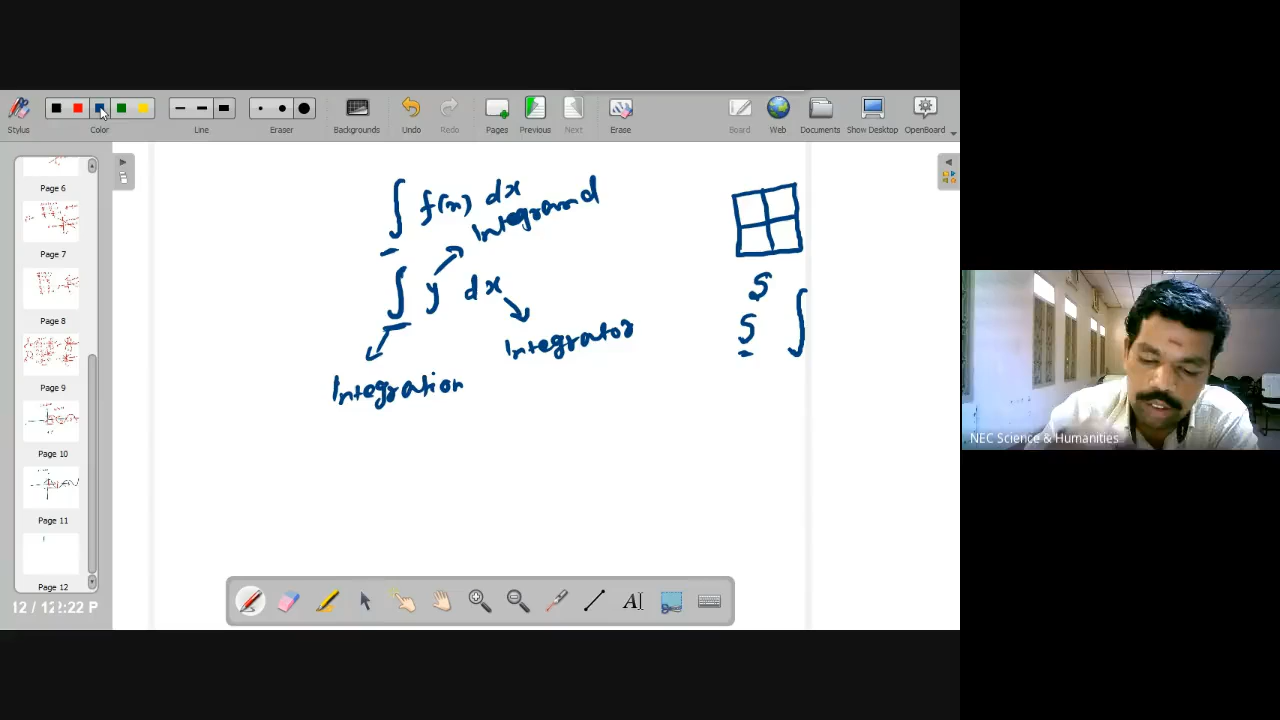 Stylus
Color
Line
Eraser
Backgrounds
Undo
Redo
Pages
Previous
Next
Erase
Board
Web
Documents
Show Desktop
OpenBoard
Page 6
Page 7
Page 8
Page 9
Page 10
Page 11
Page 12
∫ f(x) dx
Integrand
∫ y dx
Integrator
Integration
S
S ∫
NEC Science & Humanities